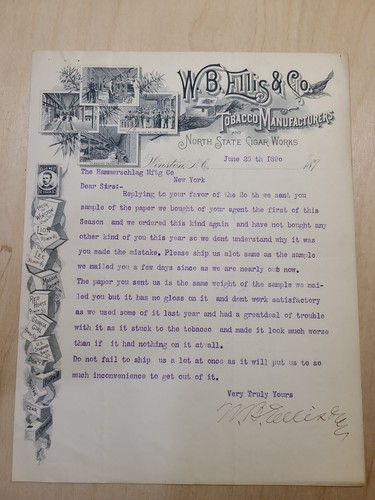 W. B. Ellis & Co.
TOBACCO MANUFACTURERS
AND
NORTH STATE CIGAR WORKS
Winston, N.C. June 23 th 1890 187
The Hammerschlag Mftg Co
New York
Dear Sirs:-
Replying to your favor of the 20 th we sent you
sample of the paper we bought of your agent the first of this
Season and we ordered this kind again and have not bought any
other kind of you this year so we dont understand why it was
you made the mistake. Please ship us alot same as the sample
we mailed you a few days since as we are nearly out now.
The paper you sent us is the same weight of the sample we mai-
led you but it has no gloss on it and dont work satisfactory
as we used some of it last year and had a greatdeal of trouble
with it as it stuck to the tobacco and made it look much worse
than if it had nothing on it at all.
Do not fail to ship us a lot at once as it will put us to so
much inconvenience to get out of it.
Very Truly Yours
W. B. Ellis & Co
RED ROVER